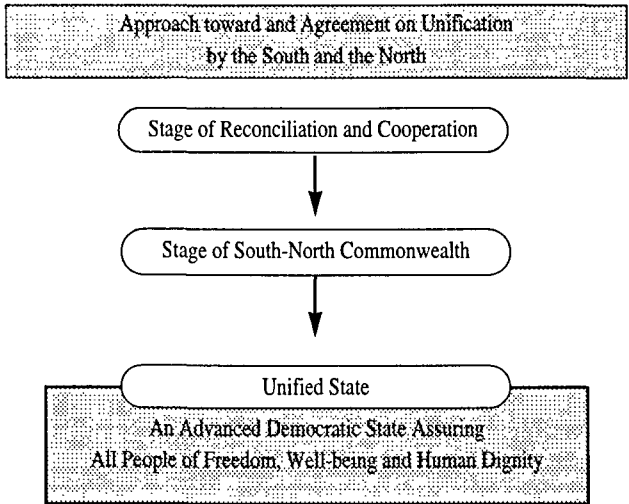 Approach toward and Agreement on Unification
by the South and the North
Stage of Reconciliation and Cooperation
Stage of South-North Commonwealth
Unified State
An Advanced Democratic State Assuring
All People of Freedom, Well-being and Human Dignity